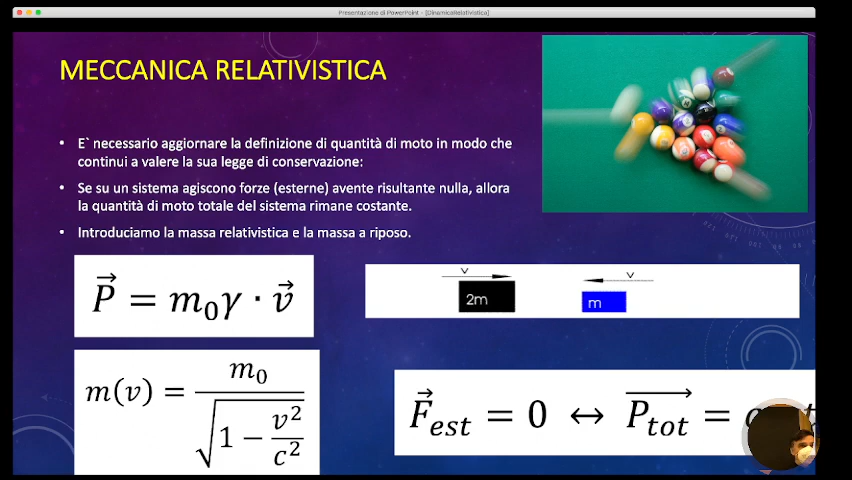 Presentazione di PowerPoint - [DinamicaRelativistica]
MECCANICA RELATIVISTICA
• E` necessario aggiornare la definizione di quantità di moto in modo che
continui a valere la sua legge di conservazione:
• Se su un sistema agiscono forze (esterne) avente risultante nulla, allora
la quantità di moto totale del sistema rimane costante.
• Introduciamo la massa relativistica e la massa a riposo.
P⃗ = m₀γ · v⃗
v v
2m m
m(v) = m₀ / √(1 − v²/c²)
F⃗est = 0 ↔ P⃗tot =